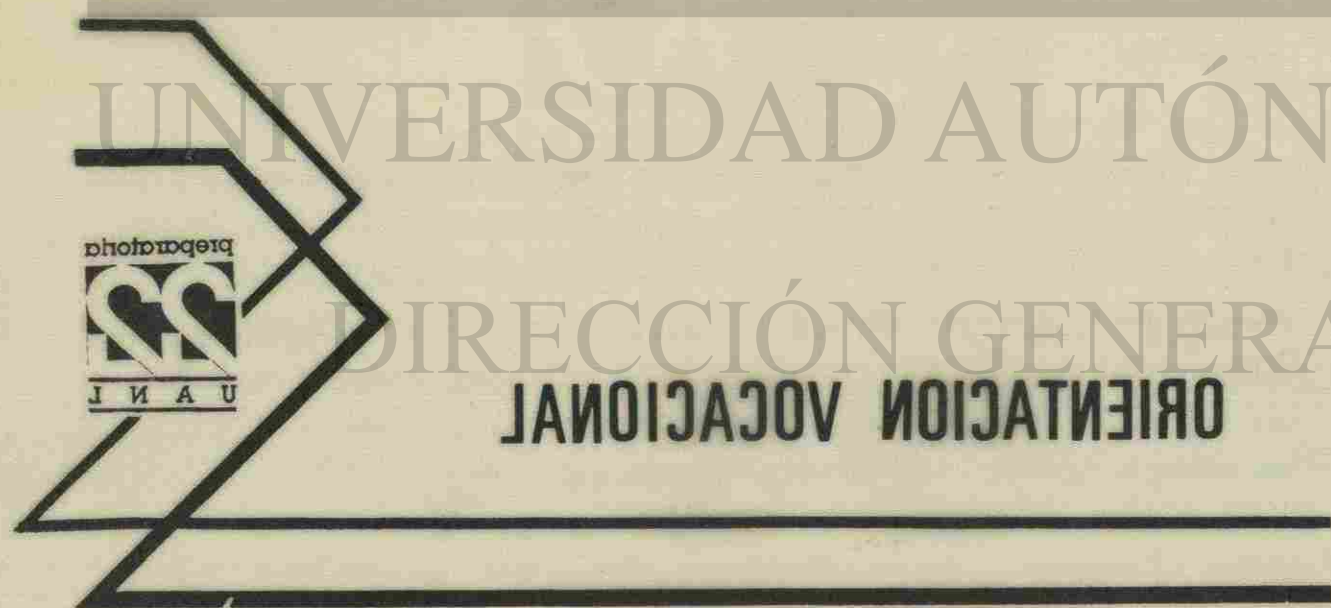 UNIVERSIDAD AUTÓN
preparatoria
22
U A N L
DIRECCIÓN GENERA
ORIENTACION VOCACIONAL